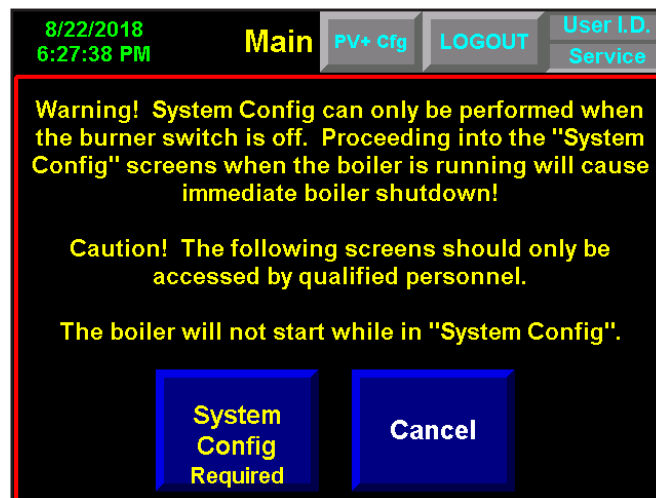 8/22/2018
6:27:38 PM
Main
PV+ Cfg
LOGOUT
User I.D.
Service
Warning!  System Config can only be performed when
the burner switch is off.  Proceeding into the "System
Config" screens when the boiler is running will cause
immediate boiler shutdown!
Caution!  The following screens should only be
accessed by qualified personnel.
The boiler will not start while in "System Config".
System
Config
Required
Cancel